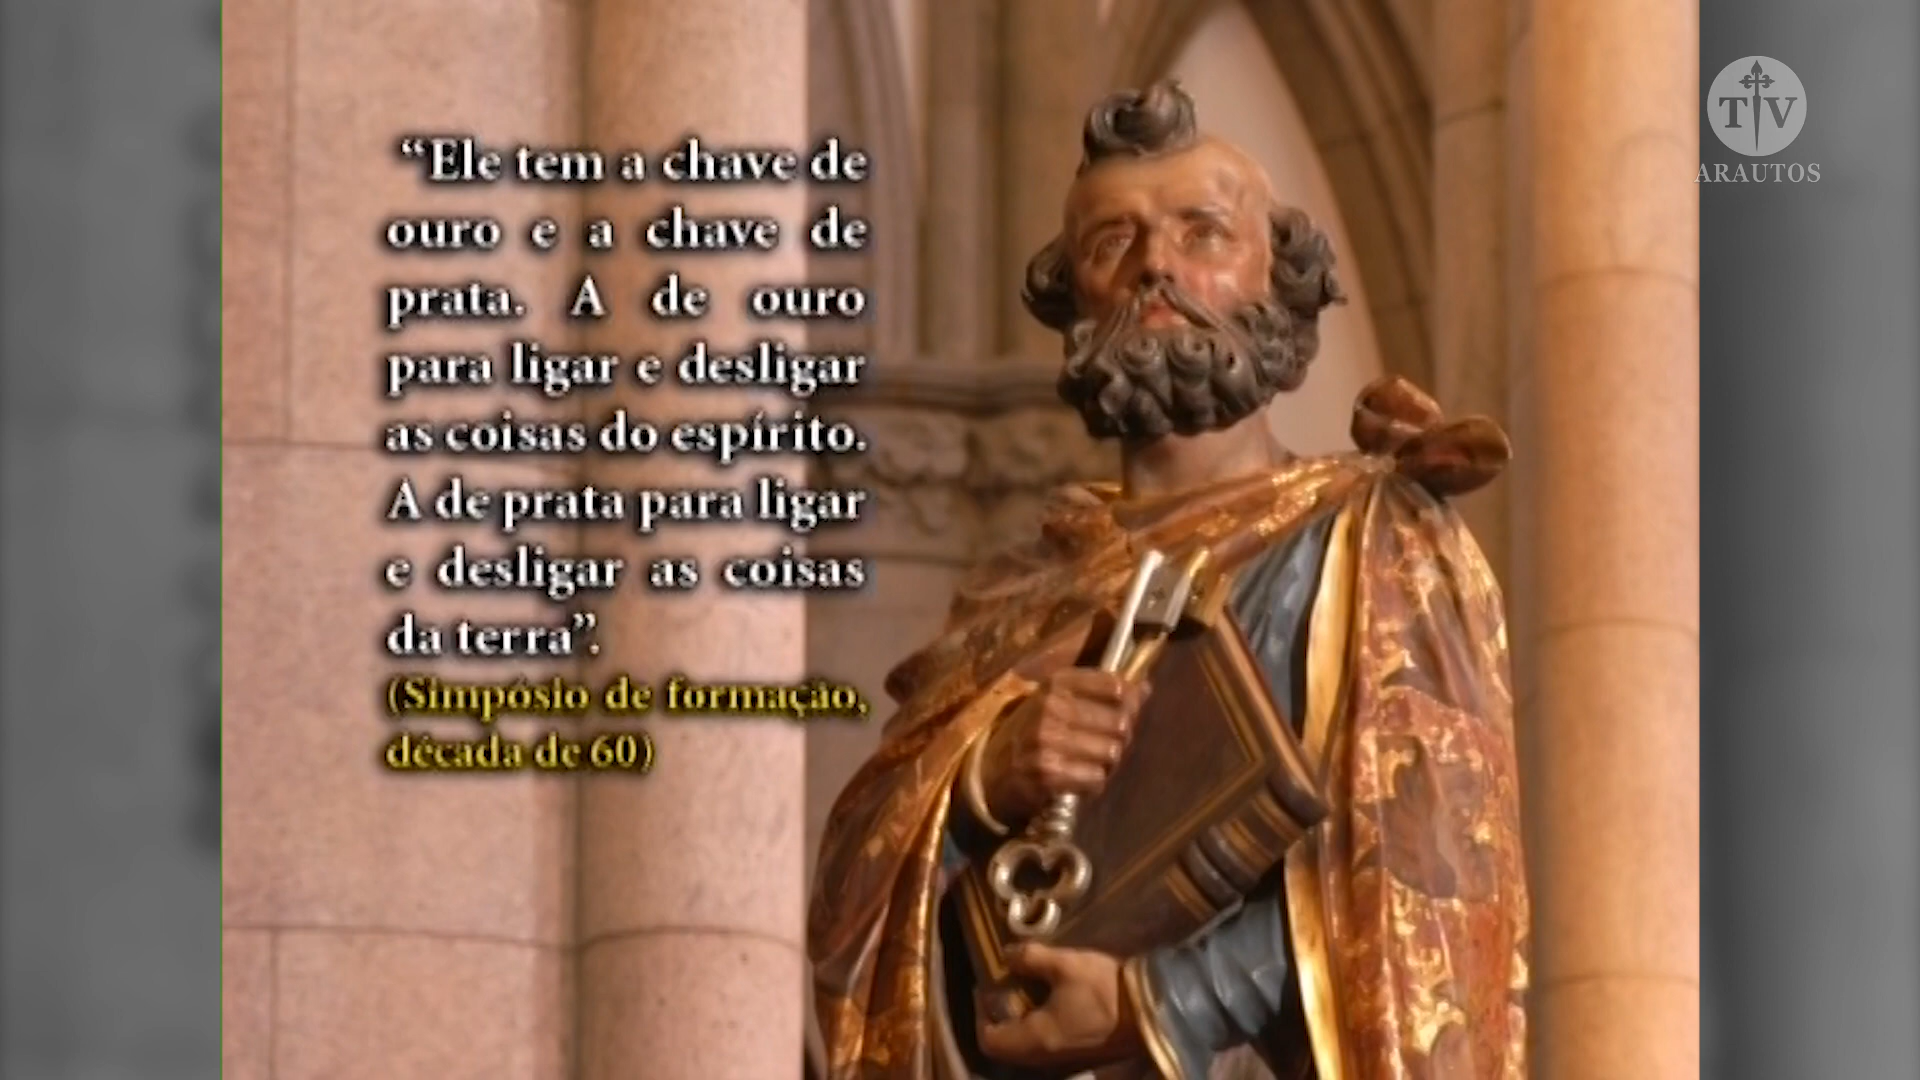 “Ele tem a chave de
ouro e a chave de
prata. A de ouro
para ligar e desligar
as coisas do espírito.
A de prata para ligar
e desligar as coisas
da terra”.
(Simpósio de formação,
década de 60)
TV
ARAUTOS